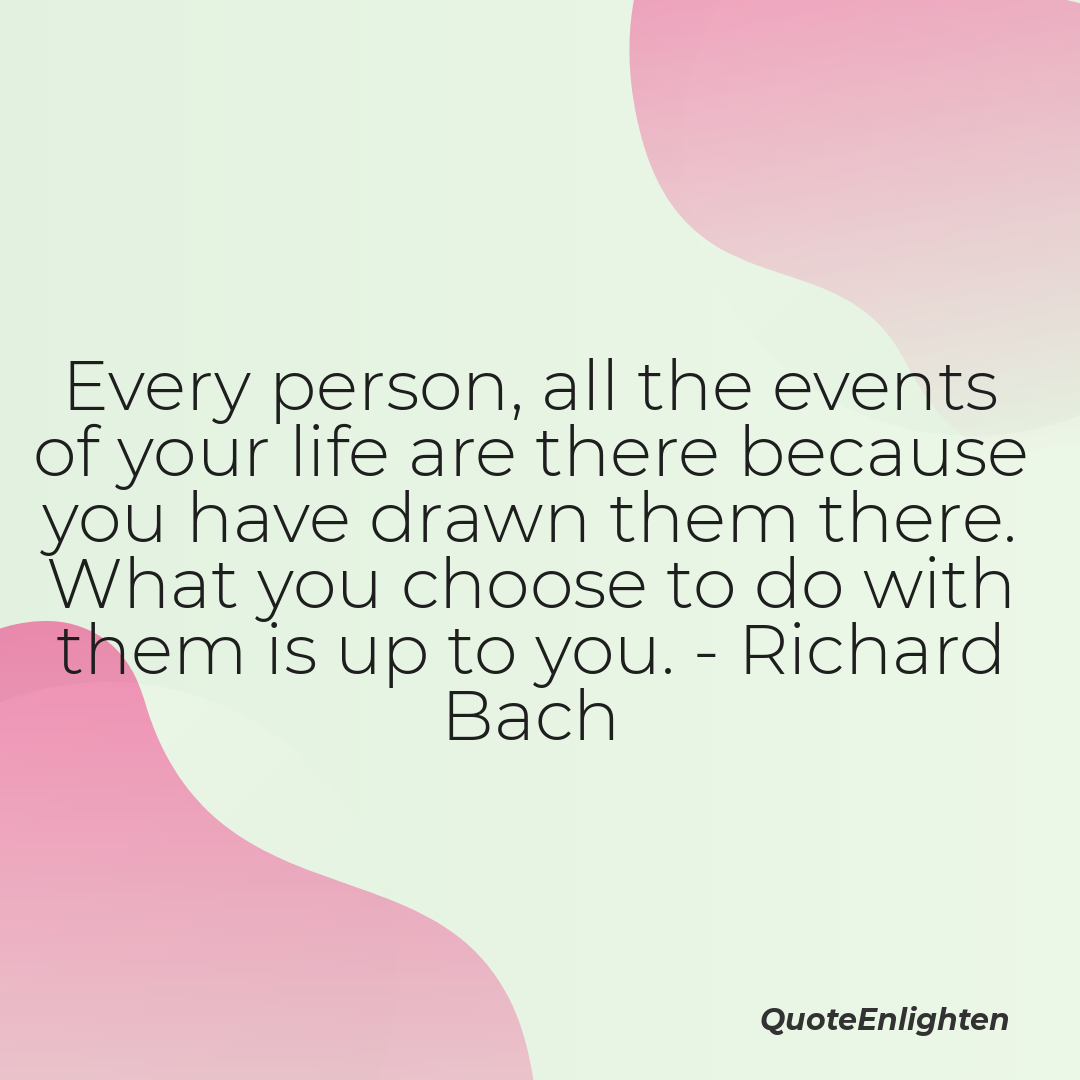 Every person, all the events
of your life are there because
you have drawn them there.
What you choose to do with
them is up to you. - Richard
Bach
QuoteEnlighten